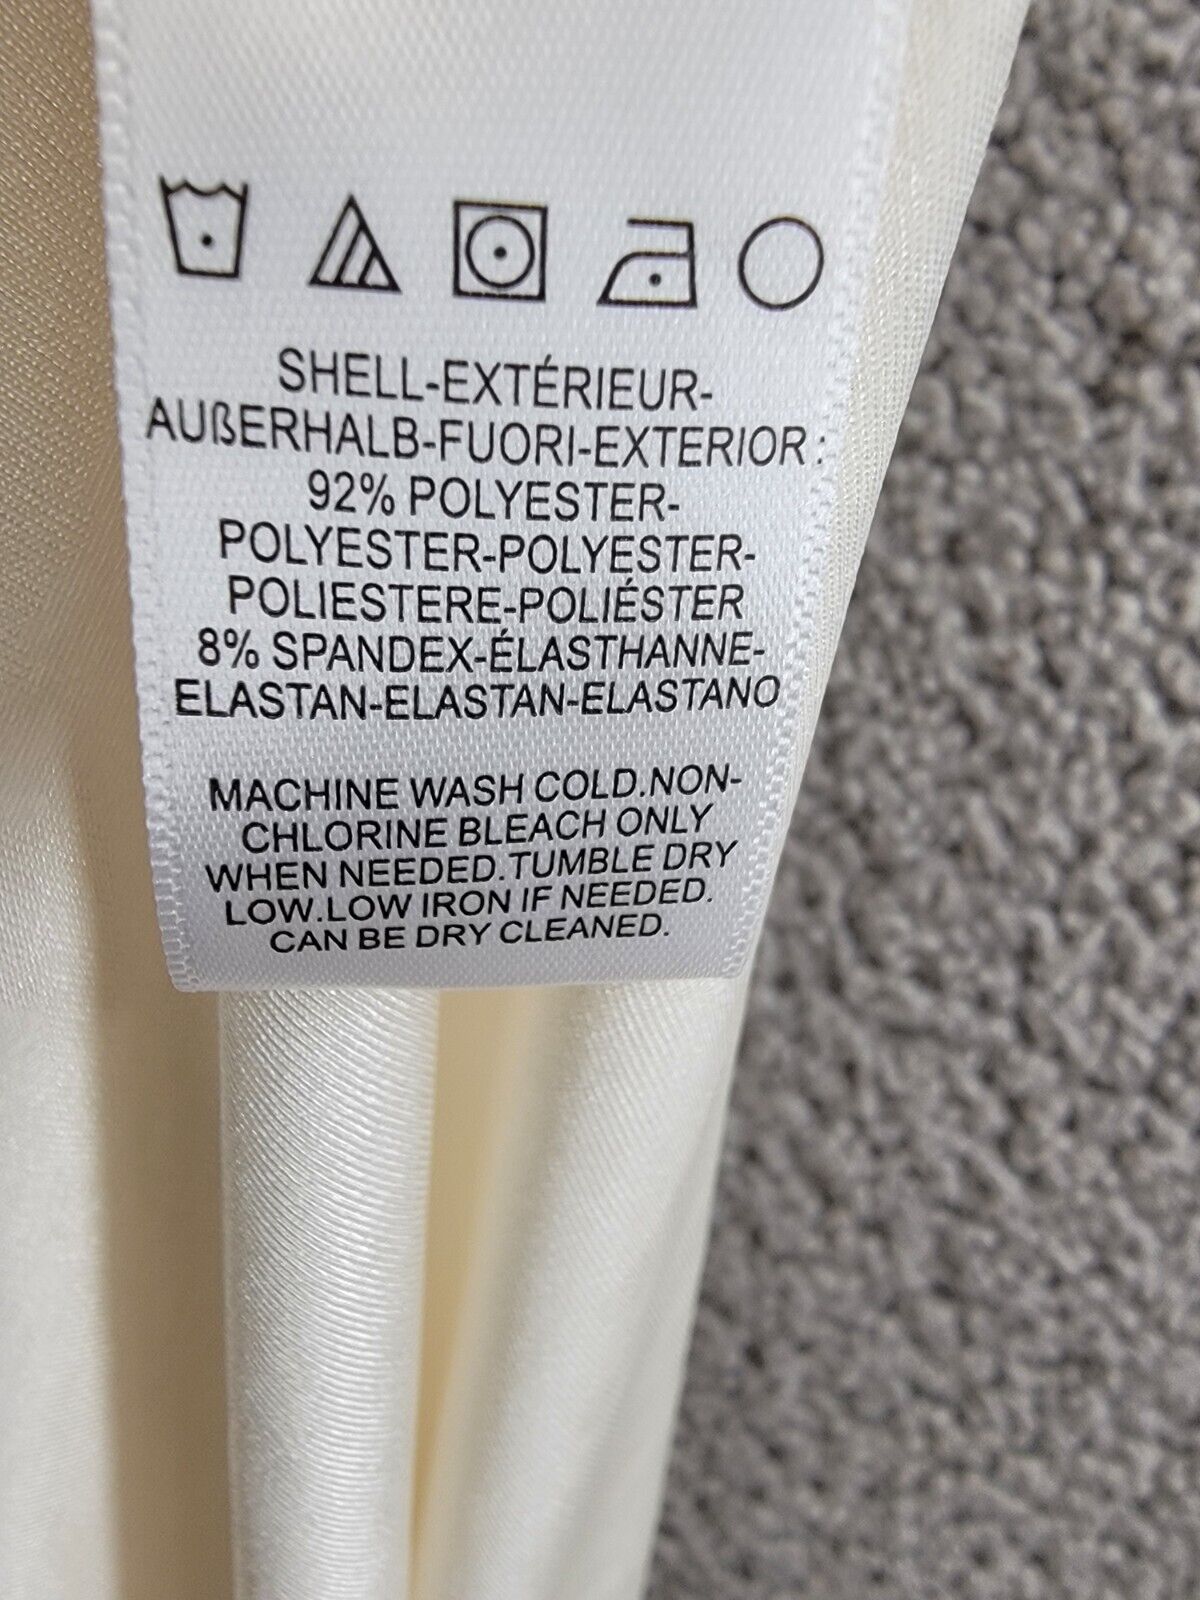 SHELL-EXTÉRIEUR-
AUßERHALB-FUORI-EXTERIOR:
92% POLYESTER-
POLYESTER-POLYESTER-
POLIESTERE-POLIÉSTER
8% SPANDEX-ÉLASTHANNE-
ELASTAN-ELASTAN-ELASTANO
MACHINE WASH COLD.NON-
CHLORINE BLEACH ONLY
WHEN NEEDED.TUMBLE DRY
LOW.LOW IRON IF NEEDED.
CAN BE DRY CLEANED.